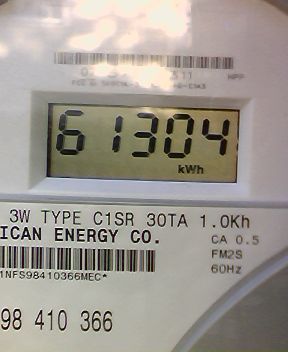 HPP
61304
kWh
3W TYPE C1SR 30TA 1.0Kh
ICAN ENERGY CO.
CA 0.5
FM2S
60Hz
1NFS98410366MEC*
98 410 366